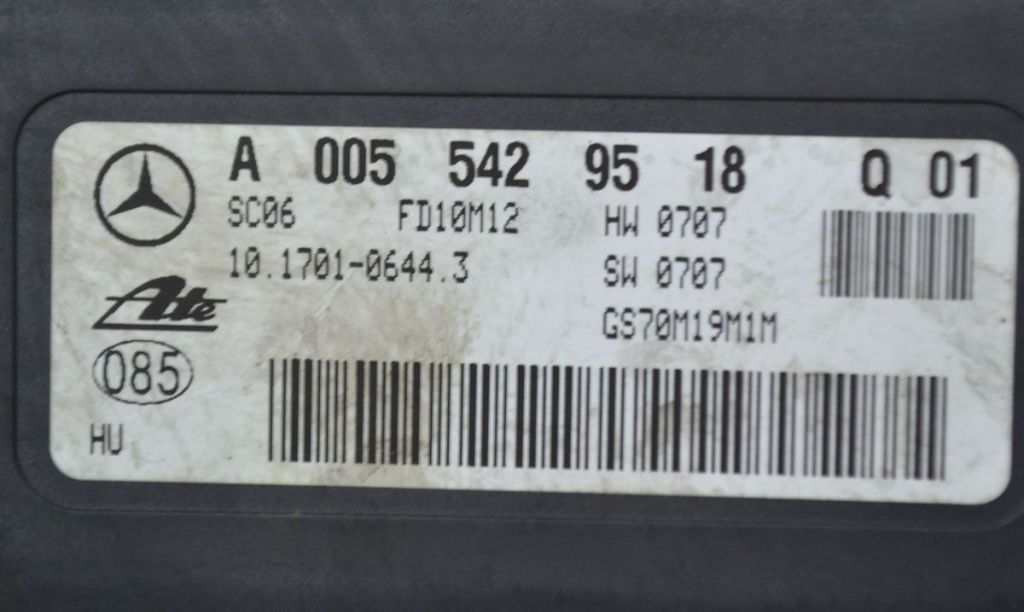 A 005 542 95 18 Q 01
SC06 FD10M12 HW 0707
10.1701-0644.3 SW 0707
Ate GS70M19M1M
085
HU